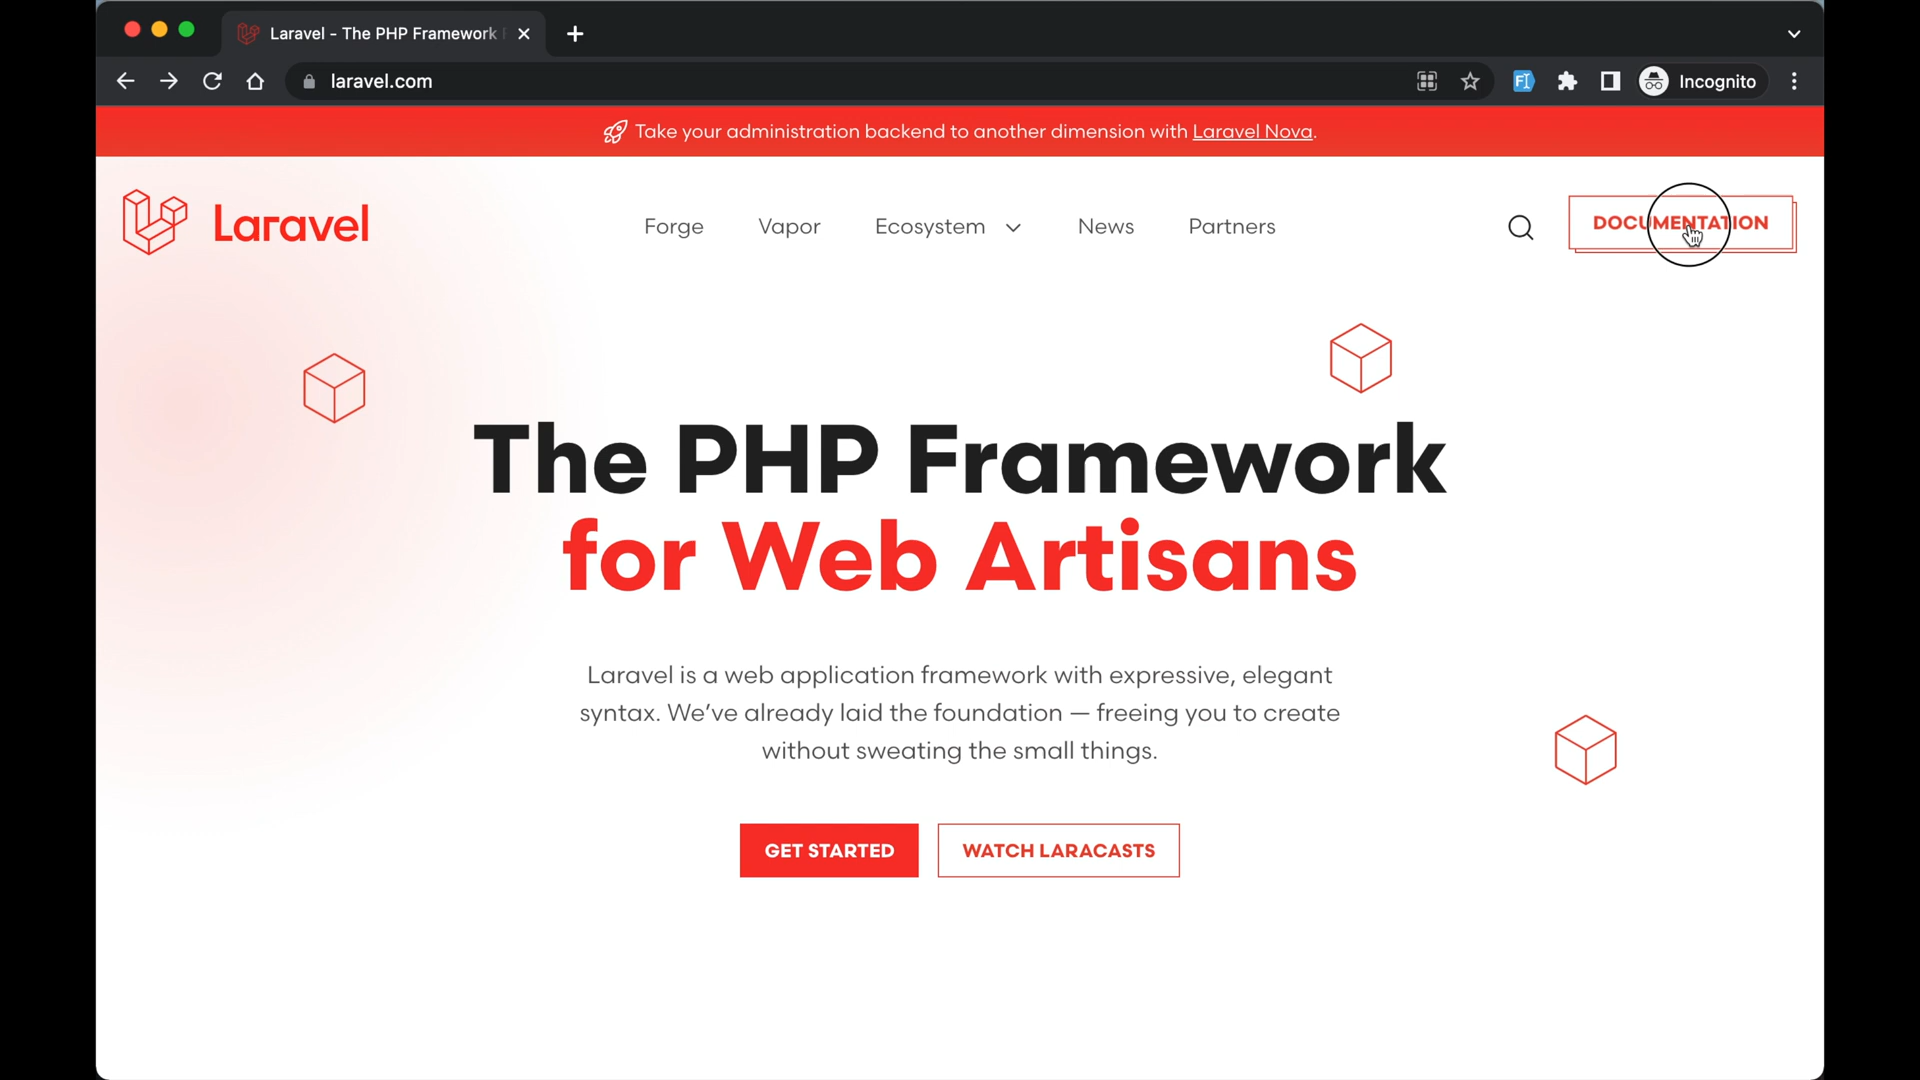 Laravel - The PHP Framework
laravel.com
Incognito
Take your administration backend to another dimension with Laravel Nova.
Laravel
Forge
Vapor
Ecosystem
News
Partners
DOCUMENTATION
The PHP Framework
for Web Artisans
Laravel is a web application framework with expressive, elegant
syntax. We’ve already laid the foundation — freeing you to create
without sweating the small things.
GET STARTED
WATCH LARACASTS